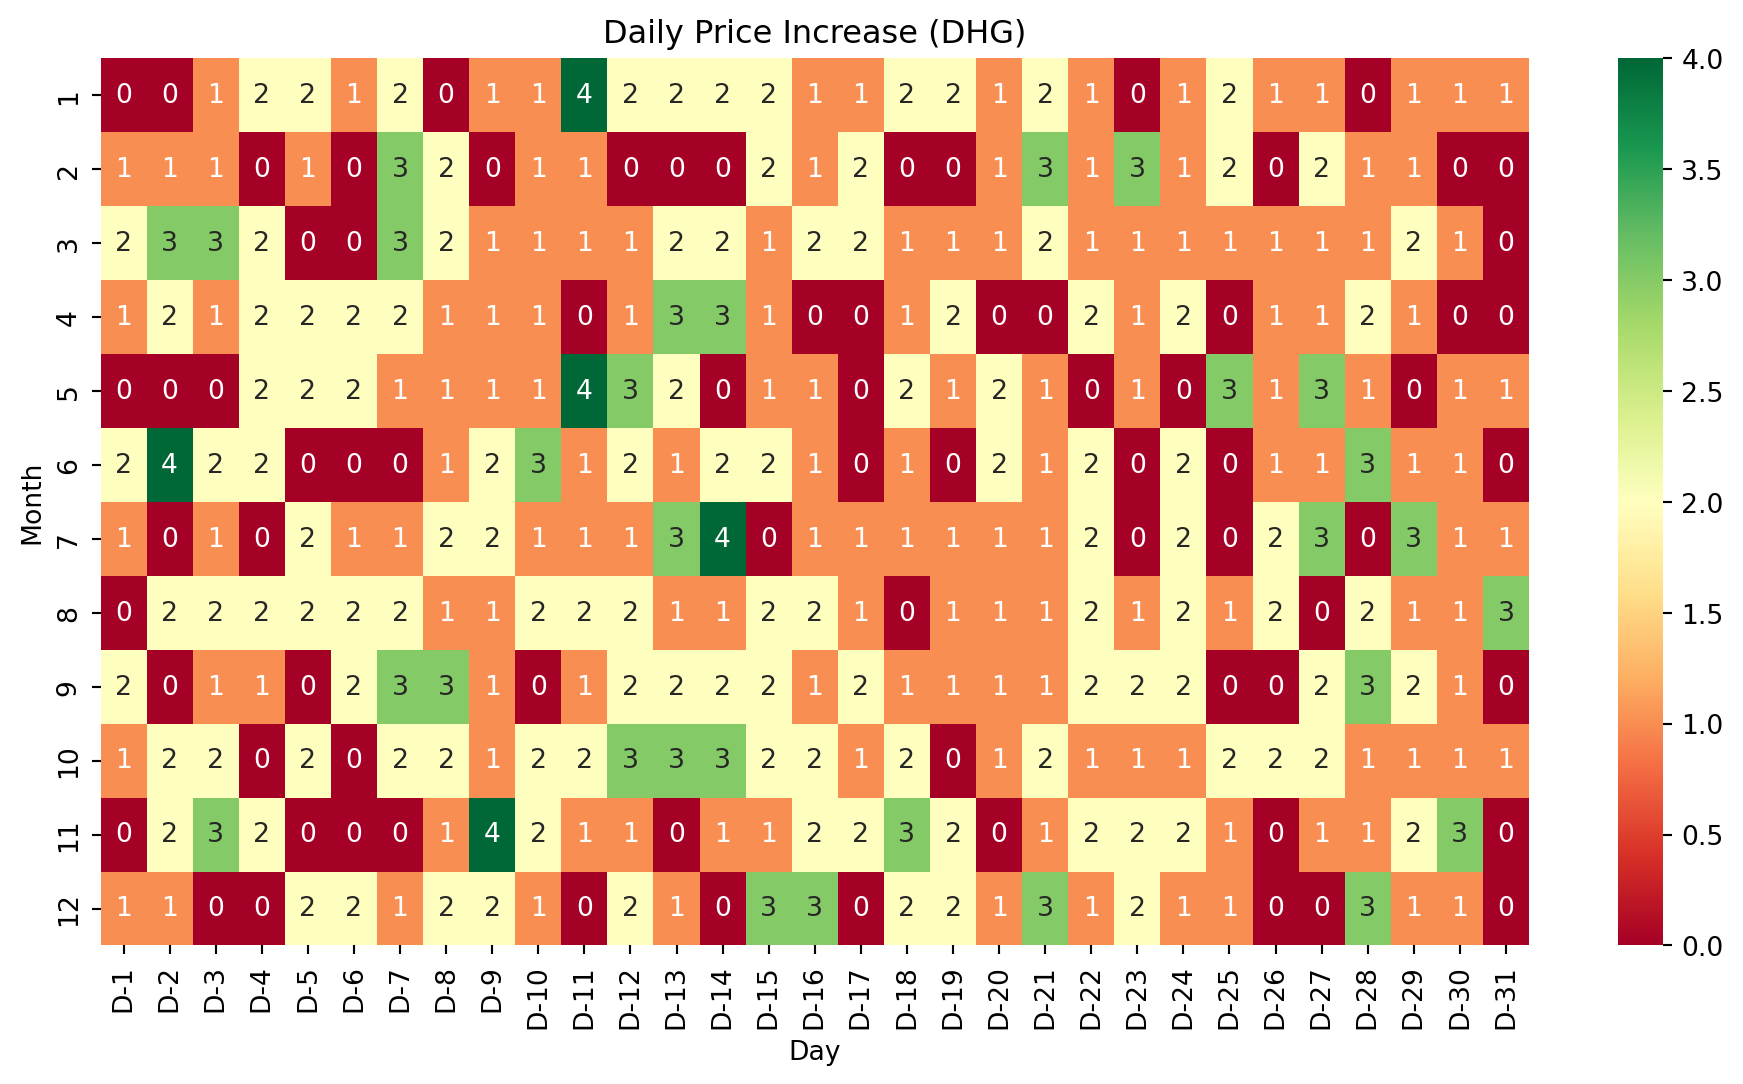 Daily Price Increase (DHG)
1 0 0 1 2 2 1 2 0 1 1 4 2 2 2 2 1 1 2 2 1 2 1 0 1 2 1 1 0 1 1 1
2 1 1 1 0 1 0 3 2 0 1 1 0 0 0 2 1 2 0 0 1 3 1 3 1 2 0 2 1 1 0 0
3 2 3 3 2 0 0 3 2 1 1 1 1 2 2 1 2 2 1 1 1 2 1 1 1 1 1 1 1 2 1 0
4 1 2 1 2 2 2 2 1 1 1 0 1 3 3 1 0 0 1 2 0 0 2 1 2 0 1 1 2 1 0 0
5 0 0 0 2 2 2 1 1 1 1 4 3 2 0 1 1 0 2 1 2 1 0 1 0 3 1 3 1 0 1 1
6 2 4 2 2 0 0 0 1 2 3 1 2 1 2 2 1 0 1 0 2 1 2 0 2 0 1 1 3 1 1 0
7 1 0 1 0 2 1 1 2 2 1 1 1 3 4 0 1 1 1 1 1 1 2 0 2 0 2 3 0 3 1 1
8 0 2 2 2 2 2 2 1 1 2 2 2 1 1 2 2 1 0 1 1 1 2 1 2 1 2 0 2 1 1 3
9 2 0 1 1 0 2 3 3 1 0 1 2 2 2 2 1 2 1 1 1 1 2 2 2 0 0 2 3 2 1 0
10 1 2 2 0 2 0 2 2 1 2 2 3 3 3 2 2 1 2 0 1 2 1 1 1 2 2 2 1 1 1 1
11 0 2 3 2 0 0 0 1 4 2 1 1 0 1 1 2 2 3 2 0 1 2 2 2 1 0 1 1 2 3 0
12 1 1 0 0 2 2 1 2 2 1 0 2 1 0 3 3 0 2 2 1 3 1 2 1 1 0 0 3 1 1 0
D-1 D-2 D-3 D-4 D-5 D-6 D-7 D-8 D-9 D-10 D-11 D-12 D-13 D-14 D-15 D-16 D-17 D-18 D-19 D-20 D-21 D-22 D-23 D-24 D-25 D-26 D-27 D-28 D-29 D-30 D-31
Day
Month
4.0
3.5
3.0
2.5
2.0
1.5
1.0
0.5
0.0